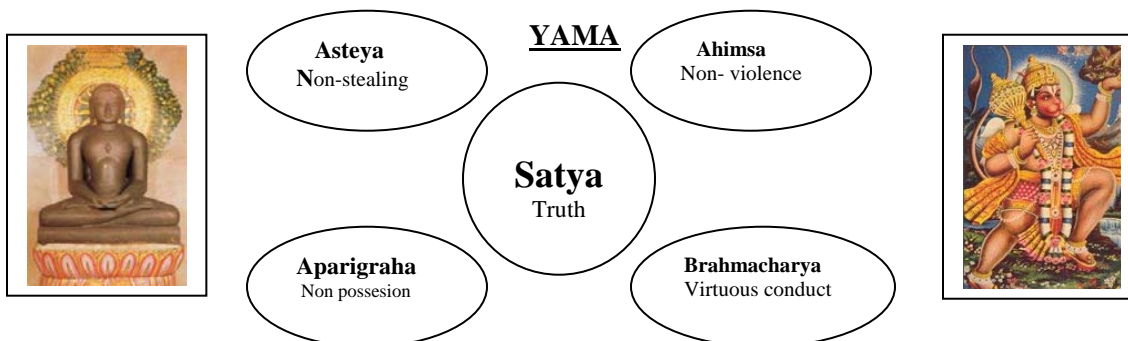 YAMA
Asteya
Non-stealing
Ahimsa
Non- violence
Satya
Truth
Aparigraha
Non possesion
Brahmacharya
Virtuous conduct